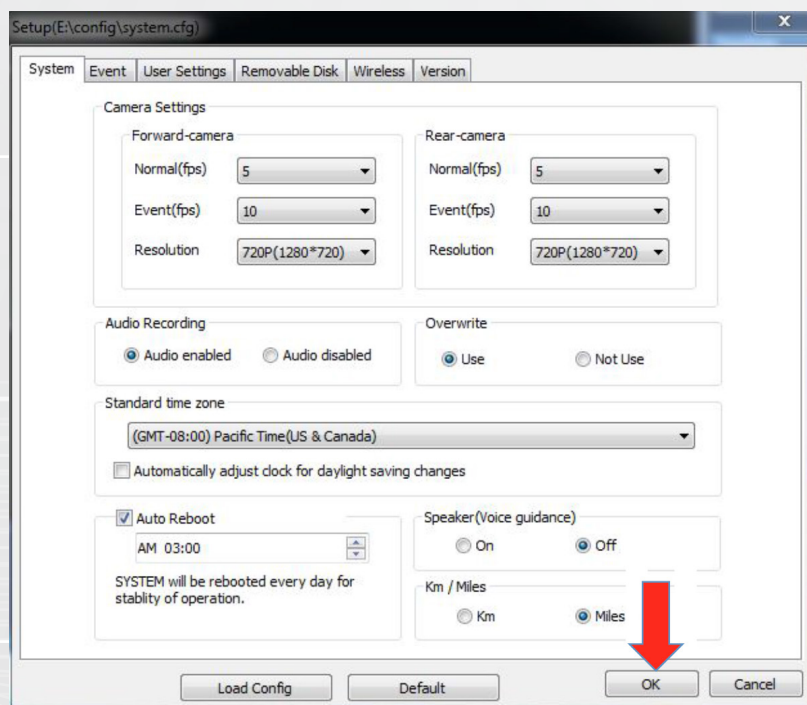 Setup(E:\config\system.cfg)
X
System Event User Settings Removable Disk Wireless Version
Camera Settings
Forward-camera Rear-camera
Normal(fps) 5 Normal(fps) 5
Event(fps) 10 Event(fps) 10
Resolution 720P(1280*720) Resolution 720P(1280*720)
Audio Recording Overwrite
Audio enabled Audio disabled Use Not Use
Standard time zone
(GMT-08:00) Pacific Time(US & Canada)
Automatically adjust clock for daylight saving changes
Auto Reboot Speaker(Voice guidance)
AM 03:00 On Off
SYSTEM will be rebooted every day for
stablity of operation.
Km / Miles
Km Miles
Load Config Default OK Cancel